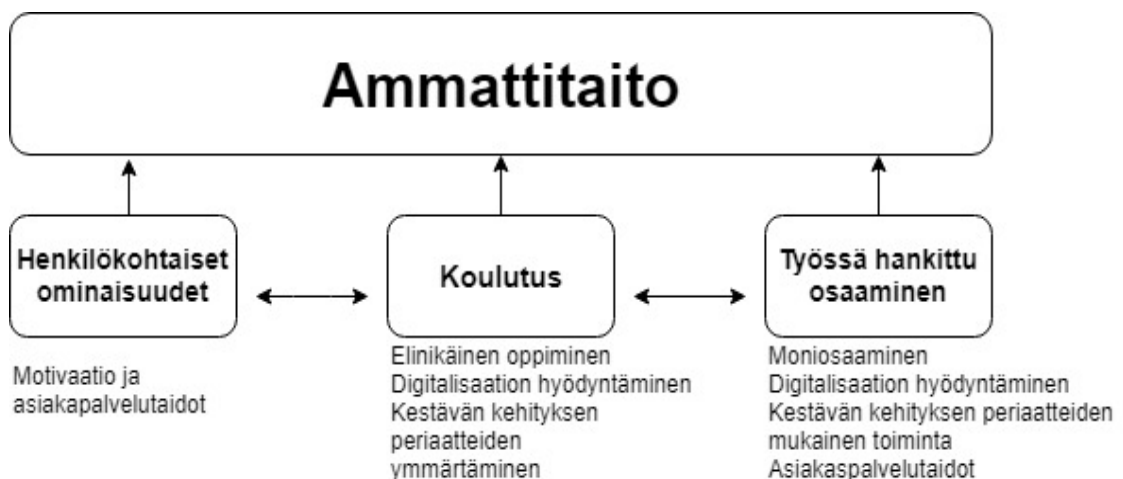 Ammattitaito
Henkilökohtaiset
ominaisuudet
Koulutus
Työssä hankittu
osaaminen
Motivaatio ja
asiakapalvelutaidot
Elinikäinen oppiminen
Digitalisaation hyödyntäminen
Kestävän kehityksen
periaatteiden
ymmärtäminen
Moniosaaminen
Digitalisaation hyödyntäminen
Kestävän kehityksen periaatteiden
mukainen toiminta
Asiakaspalvelutaidot